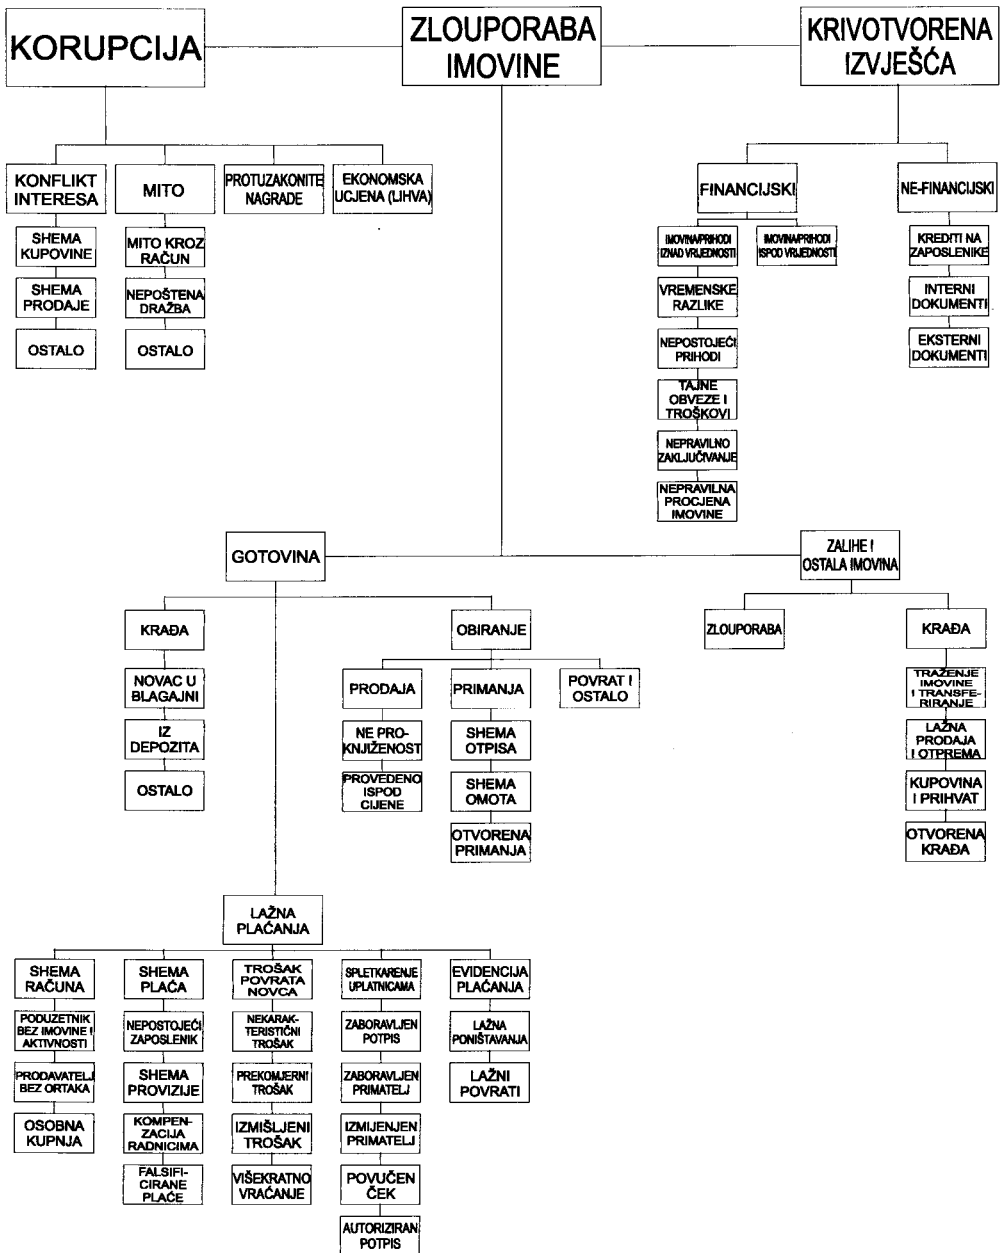 KORUPCIJA
ZLOUPORABA
IMOVINE
KRIVOTVORENA
IZVJEŠĆA
KONFLIKT
INTERESA
MITO
PROTUZAKONITE
NAGRADE
EKONOMSKA
UCJENA (LIHVA)
FINANCIJSKI
NE-FINANCIJSKI
SHEMA
KUPOVINE
SHEMA
PRODAJE
OSTALO
MITO KROZ
RAČUN
NEPOŠTENA
DRAŽBA
OSTALO
IMOVINA/PRIHODI
IZNAD VRIJEDNOSTI
IMOVINA/PRIHODI
ISPOD VRIJEDNOSTI
VREMENSKE
RAZLIKE
NEPOSTOJEĆI
PRIHODI
TAJNE
OBVEZE I
TROŠKOVI
NEPRAVILNO
ZAKLJUČIVANJE
NEPRAVILNA
PROCJENA
IMOVINE
KREDITI NA
ZAPOSLENIKE
INTERNI
DOKUMENTI
EKSTERNI
DOKUMENTI
GOTOVINA
ZALIHE I
OSTALA IMOVINA
KRAĐA
NOVAC U
BLAGAJNI
IZ
DEPOZITA
OSTALO
OBIRANJE
PRODAJA
NE PRO-
KNJIŽENOST
PROVEDENO
ISPOD
CIJENE
PRIMANJA
SHEMA
OTPISA
SHEMA
OMOTA
OTVORENA
PRIMANJA
POVRAT I
OSTALO
ZLOUPORABA
KRAĐA
TRAŽENJE
IMOVINE
I TRANSFE-
RIRANJE
LAŽNA
PRODAJA
I OTPREMA
KUPOVINA
I PRIHVAT
OTVORENA
KRAĐA
LAŽNA
PLAĆANJA
SHEMA
RAČUNA
PODUZETNIK
BEZ IMOVINE I
AKTIVNOSTI
PRODAVATELJ
BEZ ORTAKA
OSOBNA
KUPNJA
SHEMA
PLAĆA
NEPOSTOJEĆI
ZAPOSLENIK
SHEMA
PROVIZIJE
KOMPEN-
ZACIJA
RADNICIMA
FALSIFI-
CIRANE
PLAĆE
TROŠAK
POVRATA
NOVCA
NEKARAK-
TERISTIČNI
TROŠAK
PREKOMJERNI
TROŠAK
IZMIŠLJENI
TROŠAK
VIŠEKRATNO
VRAĆANJE
SPLETKARENJE
UPLATNICAMA
ZABORAVLJEN
POTPIS
ZABORAVLJEN
PRIMATELJ
IZMIJENJEN
PRIMATELJ
POVUČEN
ČEK
AUTORIZIRAN
POTPIS
EVIDENCIJA
PLAĆANJA
LAŽNA
PONIŠTAVANJA
LAŽNI
POVRATI